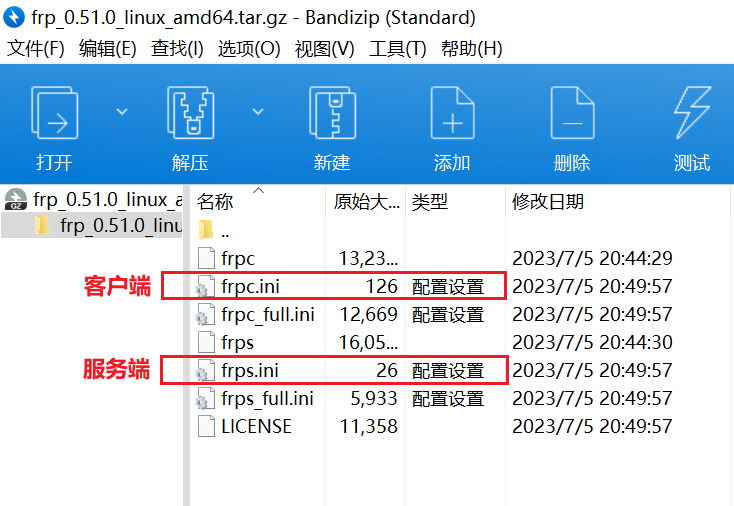 frp_0.51.0_linux_amd64.tar.gz - Bandizip (Standard)
文件(F) 编辑(E) 查找(I) 选项(O) 视图(V) 工具(T) 帮助(H)
打开 解压 新建 添加 删除 测试
frp_0.51.0_linux_a
frp_0.51.0_linu
名称 原始大... 类型 修改日期
..
frpc 13,23... 2023/7/5 20:44:29
客户端 frpc.ini 126 配置设置 2023/7/5 20:49:57
frpc_full.ini 12,669 配置设置 2023/7/5 20:49:57
frps 16,05... 2023/7/5 20:44:30
服务端 frps.ini 26 配置设置 2023/7/5 20:49:57
frps_full.ini 5,933 配置设置 2023/7/5 20:49:57
LICENSE 11,358 2023/7/5 20:49:57